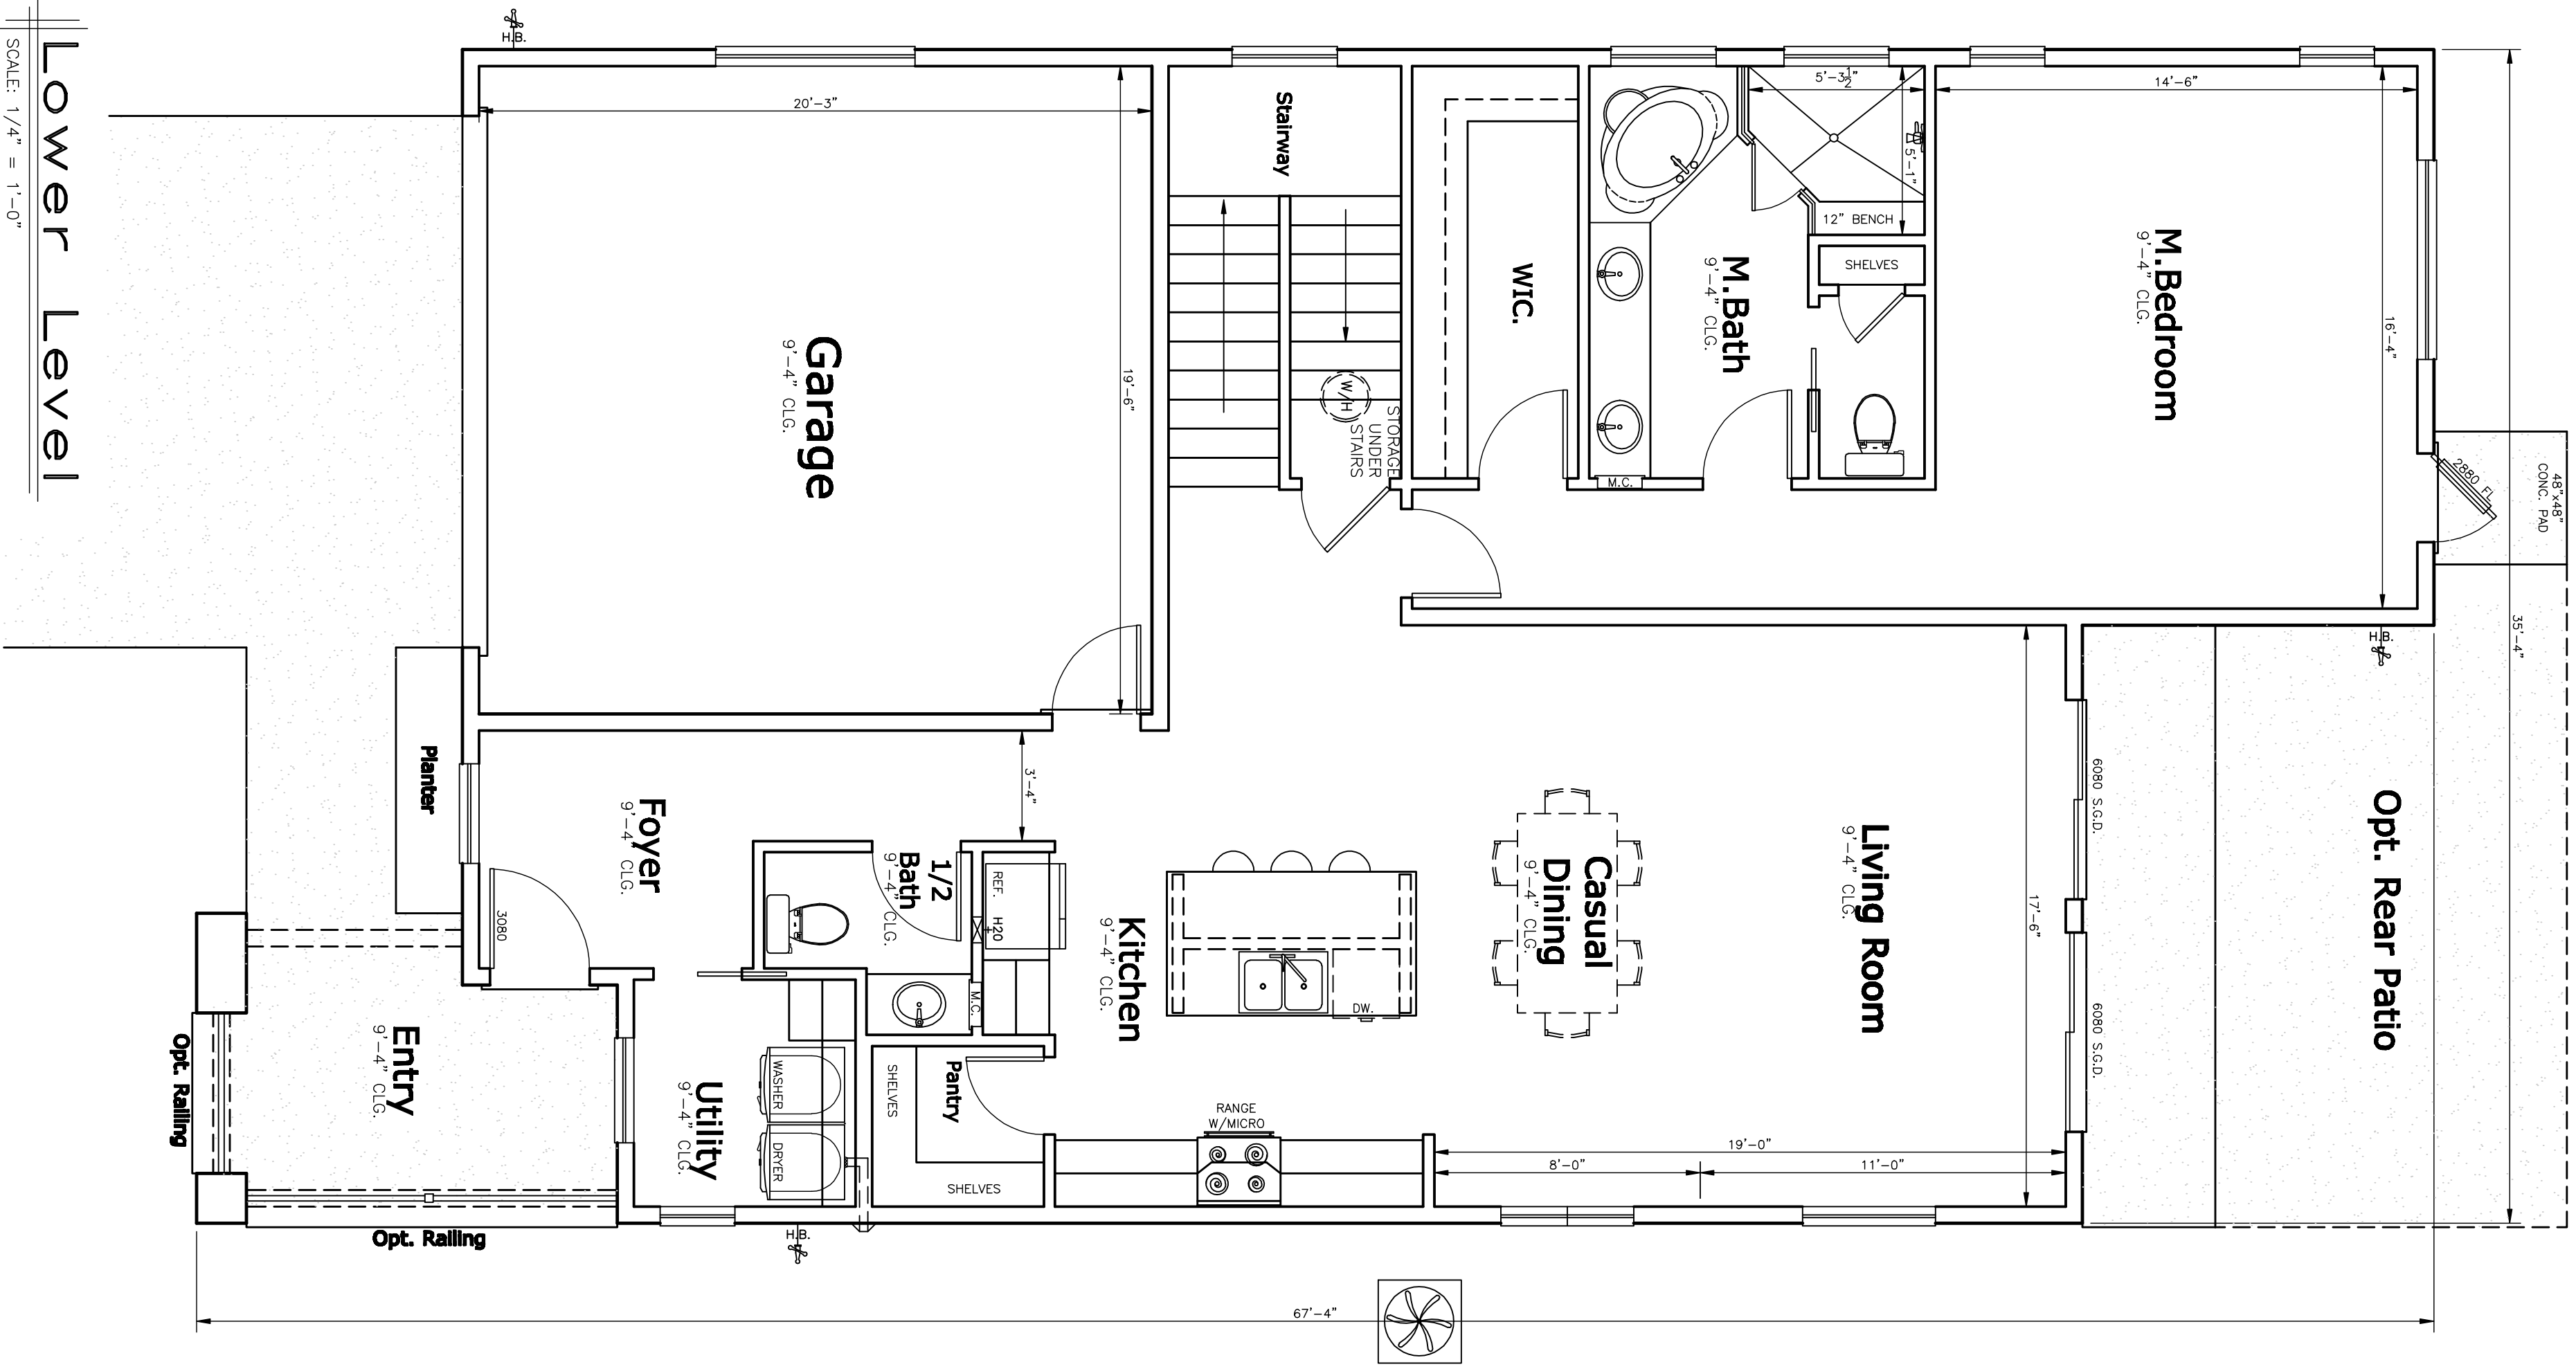 Lower Level
SCALE: 1/4" = 1'-0"
H.B.
20'-3"
19'-6"
Garage
9'-4" CLG.
Stairway
W/H
STORAGE
UNDER
STAIRS
WIC.
M.Bath
9'-4" CLG.
M.C.
5'-3½"
5'-1"
12" BENCH
SHELVES
14'-6"
16'-4"
M.Bedroom
9'-4" CLG.
2880 FL
48"x48"
CONC. PAD
35'-4"
H.B.
Opt. Rear Patio
6080 S.G.D.
6080 S.G.D.
17'-6"
Living Room
9'-4" CLG.
19'-0"
8'-0"
11'-0"
Casual
Dining
9'-4" CLG.
DW.
Kitchen
9'-4" CLG.
RANGE
W/MICRO
REF.
H20
3'-4"
1/2
Bath
9'-4" CLG.
M.C.
Pantry
SHELVES
SHELVES
Foyer
9'-4" CLG.
3080
Planter
Utility
9'-4" CLG.
WASHER
DRYER
H.B.
Entry
9'-4" CLG.
Opt. Railing
Opt. Railing
67'-4"